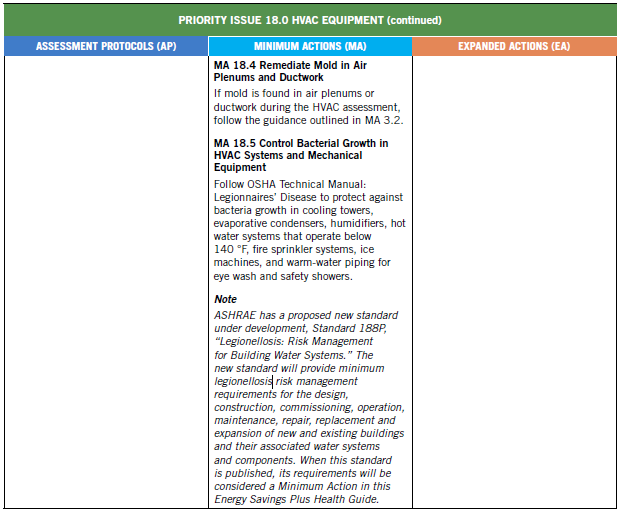 PRIORITY ISSUE 18.0 HVAC EQUIPMENT (continued)
ASSESSMENT PROTOCOLS (AP)
MINIMUM ACTIONS (MA)
EXPANDED ACTIONS (EA)
MA 18.4 Remediate Mold in Air
Plenums and Ductwork
If mold is found in air plenums or
ductwork during the HVAC assessment,
follow the guidance outlined in MA 3.2.
MA 18.5 Control Bacterial Growth in
HVAC Systems and Mechanical
Equipment
Follow OSHA Technical Manual:
Legionnaires' Disease to protect against
bacteria growth in cooling towers,
evaporative condensers, humidifiers, hot
water systems that operate below
140 °F, fire sprinkler systems, ice
machines, and warm-water piping for
eye wash and safety showers.
Note
ASHRAE has a proposed new standard
under development, Standard 188P,
“Legionellosis: Risk Management
for Building Water Systems.” The
new standard will provide minimum
legionellosis risk management
requirements for the design,
construction, commissioning, operation,
maintenance, repair, replacement and
expansion of new and existing buildings
and their associated water systems
and components. When this standard
is published, its requirements will be
considered a Minimum Action in this
Energy Savings Plus Health Guide.